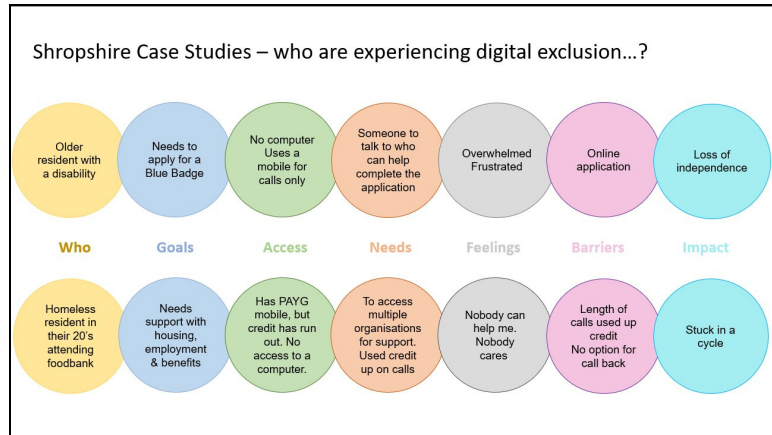 Shropshire Case Studies – who are experiencing digital exclusion…?
Older
resident with
a disability
Needs to
apply for a
Blue Badge
No computer
Uses a
mobile for
calls only
Someone to
talk to who
can help
complete the
application
Overwhelmed
Frustrated
Online
application
Loss of
independence
Who
Goals
Access
Needs
Feelings
Barriers
Impact
Homeless
resident in
their 20's
attending
foodbank
Needs
support with
housing,
employment
& benefits
Has PAYG
mobile, but
credit has run
out. No
access to a
computer.
To access
multiple
organisations
for support.
Used credit
up on calls
Nobody can
help me.
Nobody
cares
Length of
calls used up
credit
No option for
call back
Stuck in a
cycle